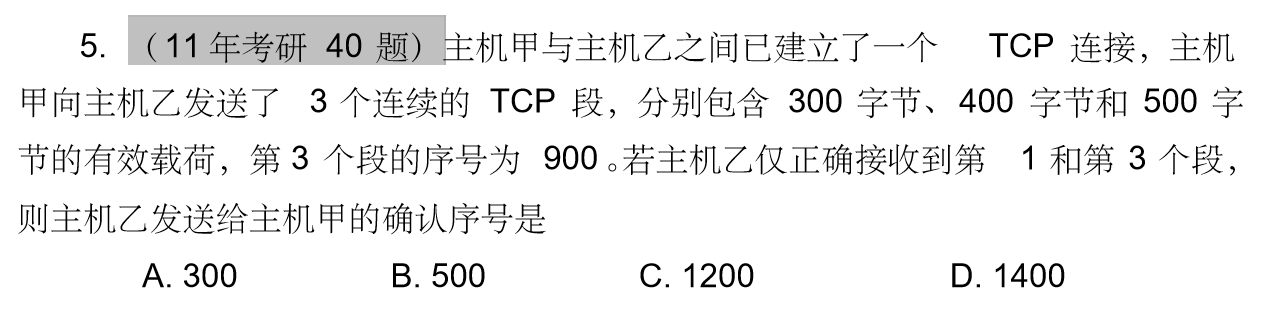 5. （11 年考研 40 题）主机甲与主机乙之间已建立了一个 TCP 连接，主机
甲向主机乙发送了 3 个连续的 TCP 段，分别包含 300 字节、400 字节和 500 字
节的有效载荷，第 3 个段的序号为 900。若主机乙仅正确接收到第 1 和第 3 个段，
则主机乙发送给主机甲的确认序号是
A. 300 B. 500 C. 1200 D. 1400